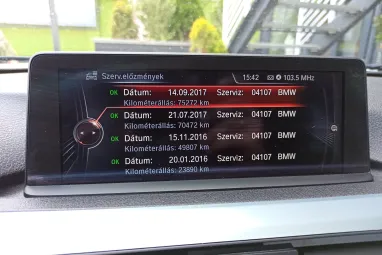 Szerv.előzmények 15:42 103.5 MHz
OK Dátum: 14.09.2017 Szerviz: 04107 BMW
Kilométerállás: 75272 km
OK Dátum: 21.07.2017 Szerviz: 04107 BMW
Kilométerállás: 70472 km
OK Dátum: 15.11.2016 Szerviz: 04107 BMW
Kilométerállás: 49807 km
OK Dátum: 20.01.2016 Szerviz: 04107 BMW
Kilométerállás: 23890 km